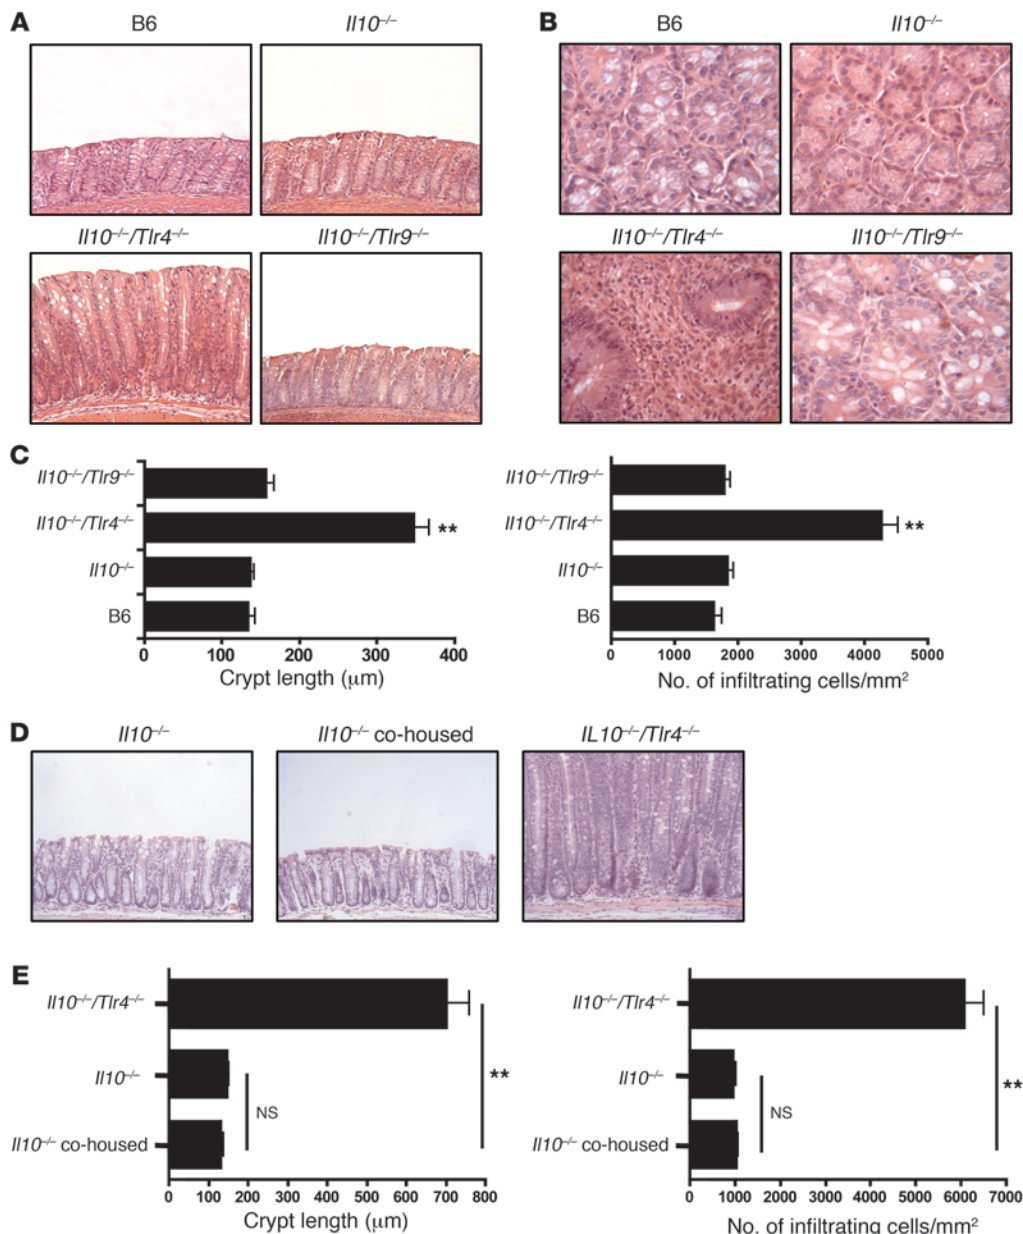 A
B6
Il10⁻/⁻
Il10⁻/⁻/Tlr4⁻/⁻
Il10⁻/⁻/Tlr9⁻/⁻
B
B6
Il10⁻/⁻
Il10⁻/⁻/Tlr4⁻/⁻
Il10⁻/⁻/Tlr9⁻/⁻
C
Il10⁻/⁻/Tlr9⁻/⁻
Il10⁻/⁻/Tlr4⁻/⁻
**
Il10⁻/⁻
B6
0 100 200 300 400
Crypt length (μm)
Il10⁻/⁻/Tlr9⁻/⁻
Il10⁻/⁻/Tlr4⁻/⁻
**
Il10⁻/⁻
B6
0 1000 2000 3000 4000 5000
No. of infiltrating cells/mm²
D
Il10⁻/⁻
Il10⁻/⁻ co-housed
IL10⁻/⁻/Tlr4⁻/⁻
E
Il10⁻/⁻/Tlr4⁻/⁻
Il10⁻/⁻
**
NS
Il10⁻/⁻ co-housed
0 100 200 300 400 500 600 700 800
Crypt length (μm)
Il10⁻/⁻/Tlr4⁻/⁻
Il10⁻/⁻
**
NS
Il10⁻/⁻ co-housed
0 1000 2000 3000 4000 5000 6000 7000
No. of infiltrating cells/mm²